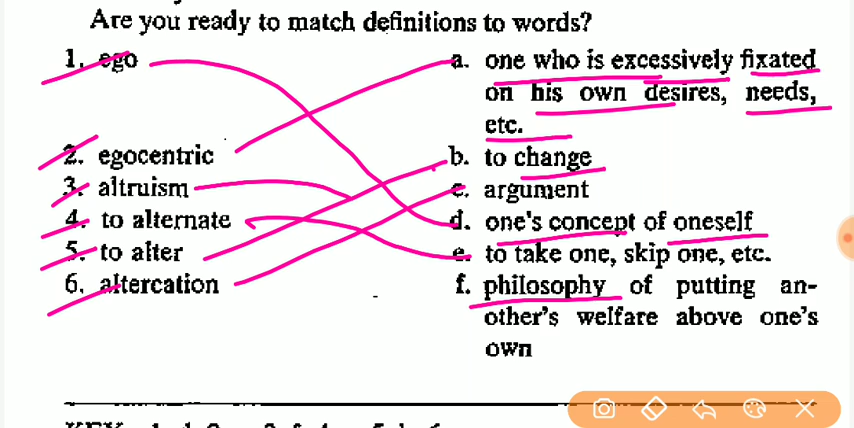 Are you ready to match definitions to words?
1. ego
a. one who is excessively fixated
on his own desires, needs,
etc.
2. egocentric
b. to change
3. altruism
c. argument
4. to alternate
d. one's concept of oneself
5. to alter
e. to take one, skip one, etc.
6. altercation
f. philosophy of putting an-
other's welfare above one's
own